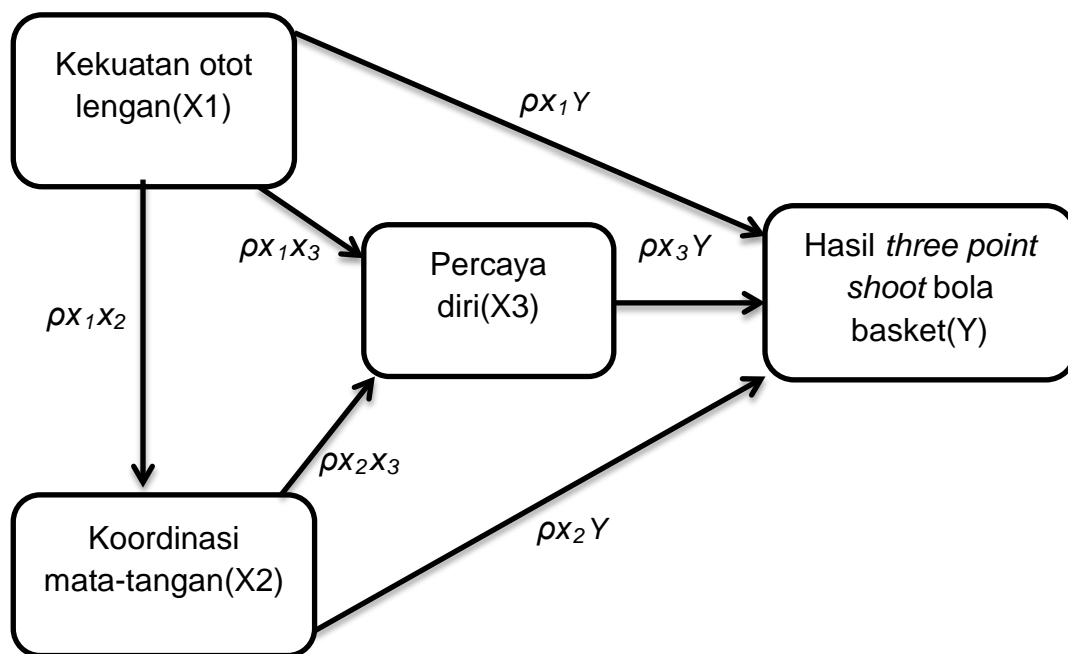 Kekuatan otot
lengan(X1)
ρx₁Y
ρx₁x₃
Percaya
diri(X3)
ρx₃Y
Hasil three point
shoot bola
basket(Y)
ρx₁x₂
ρx₂x₃
Koordinasi
mata-tangan(X2)
ρx₂Y